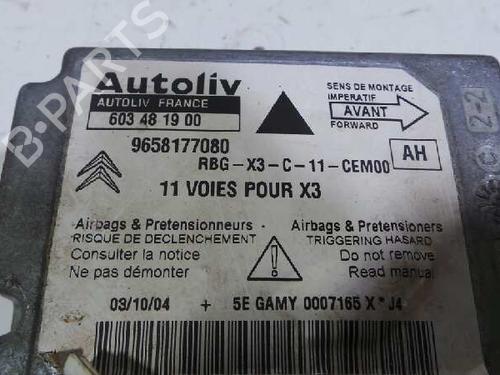 Autoliv
AUTOLIV FRANCE
603 48 19 00
SENS DE MONTAGE
IMPERATIF
AVANT
FORWARD
9658177080
RBG-X3-C-11-CEM00
AH
11 VOIES POUR X3
Airbags & Pretensionneurs
RISQUE DE DECLENCHEMENT
Consulter la notice
Ne pas démonter
Airbags & Pretensioners
TRIGGERING HASARD
Do not remove
Read manual
03/10/04 + 5E GAMY 0007165 X * J4
2-2
B-PARTS